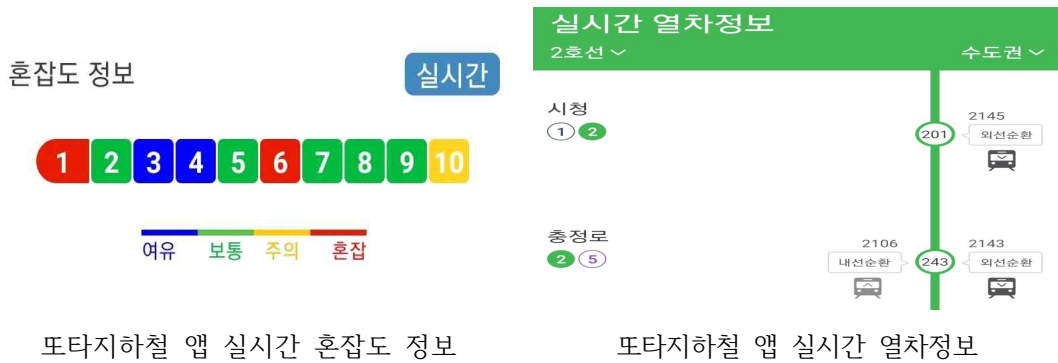 혼잡도 정보
실시간
1 2 3 4 5 6 7 8 9 10
여유 보통 주의 혼잡
또타지하철 앱 실시간 혼잡도 정보
실시간 열차정보
2호선
수도권
시청
1 2
201
2145
외선순환
충정로
2 5
2106
내선순환
243
2143
외선순환
또타지하철 앱 실시간 열차정보